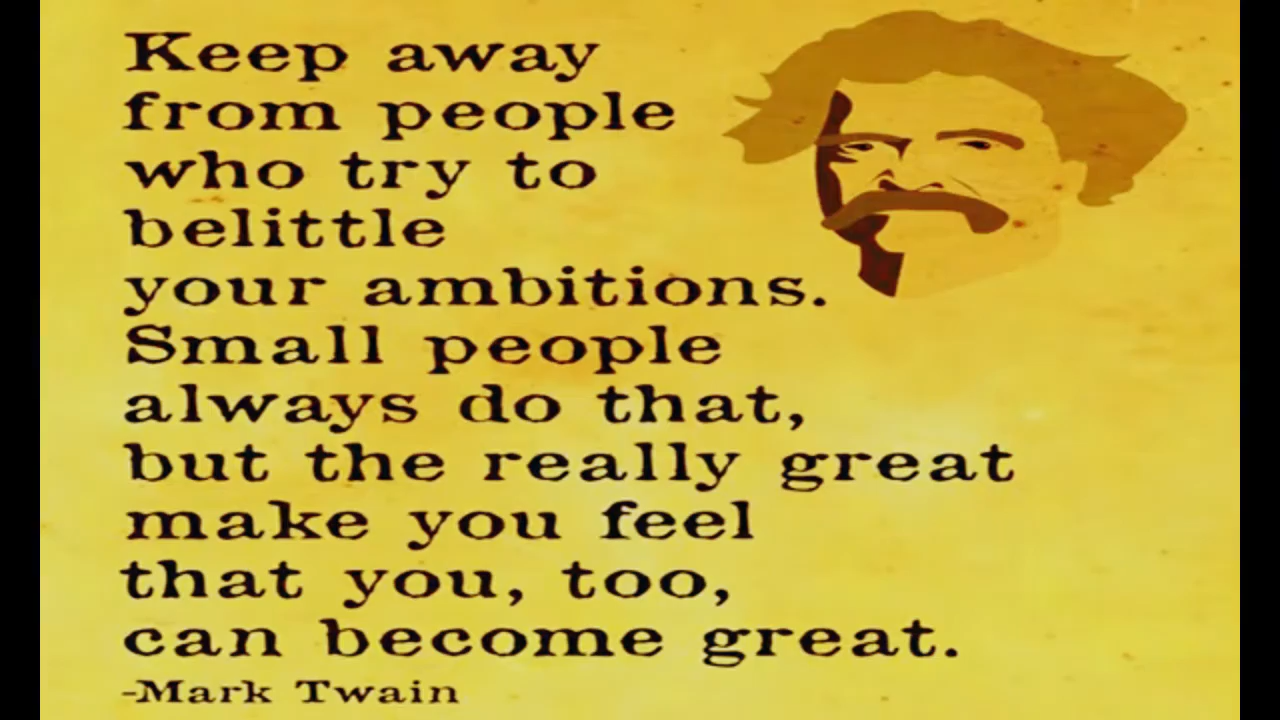 Keep away
from people
who try to
belittle
your ambitions.
Small people
always do that,
but the really great
make you feel
that you, too,
can become great.
-Mark Twain